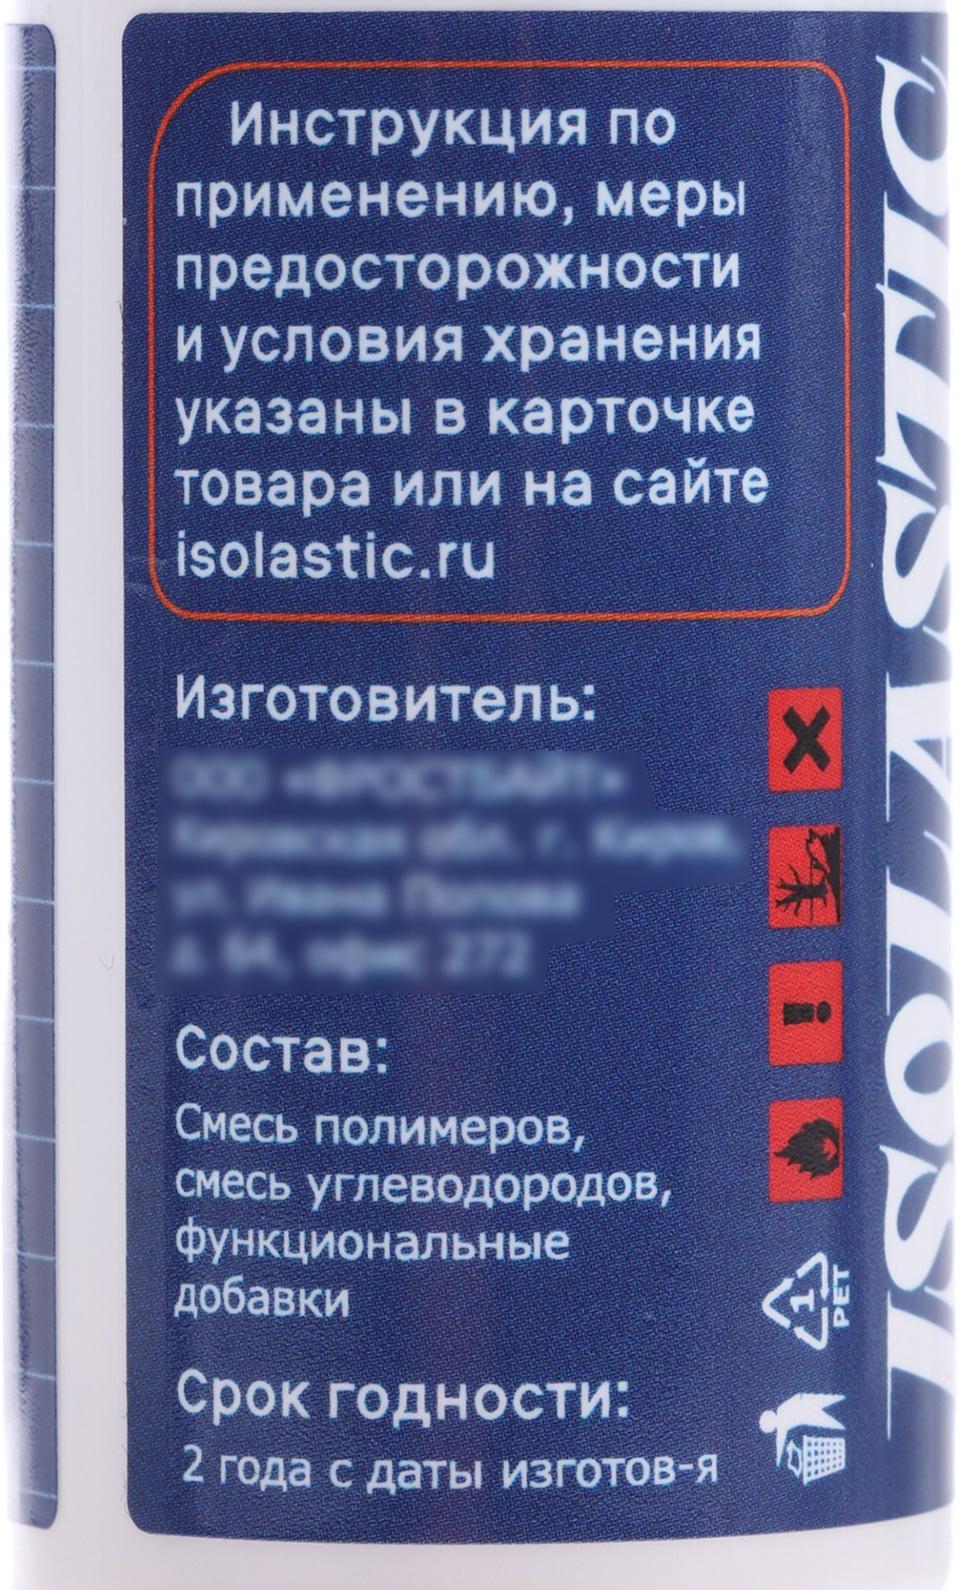 Инструкция по
применению, меры
предосторожности
и условия хранения
указаны в карточке
товара или на сайте
isolastic.ru
Изготовитель:
Состав:
Смесь полимеров,
смесь углеводородов,
функциональные
добавки
Срок годности:
2 года с даты изготов-я
1
PET
ISOLASTIC